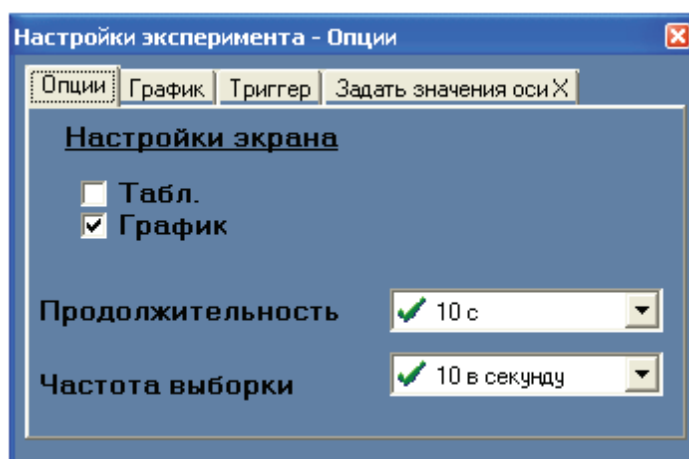 Настройки эксперимента - Опции
Опции График Триггер Задать значения оси X
Настройки экрана
Табл.
График
Продолжительность 10 с
Частота выборки 10 в секунду